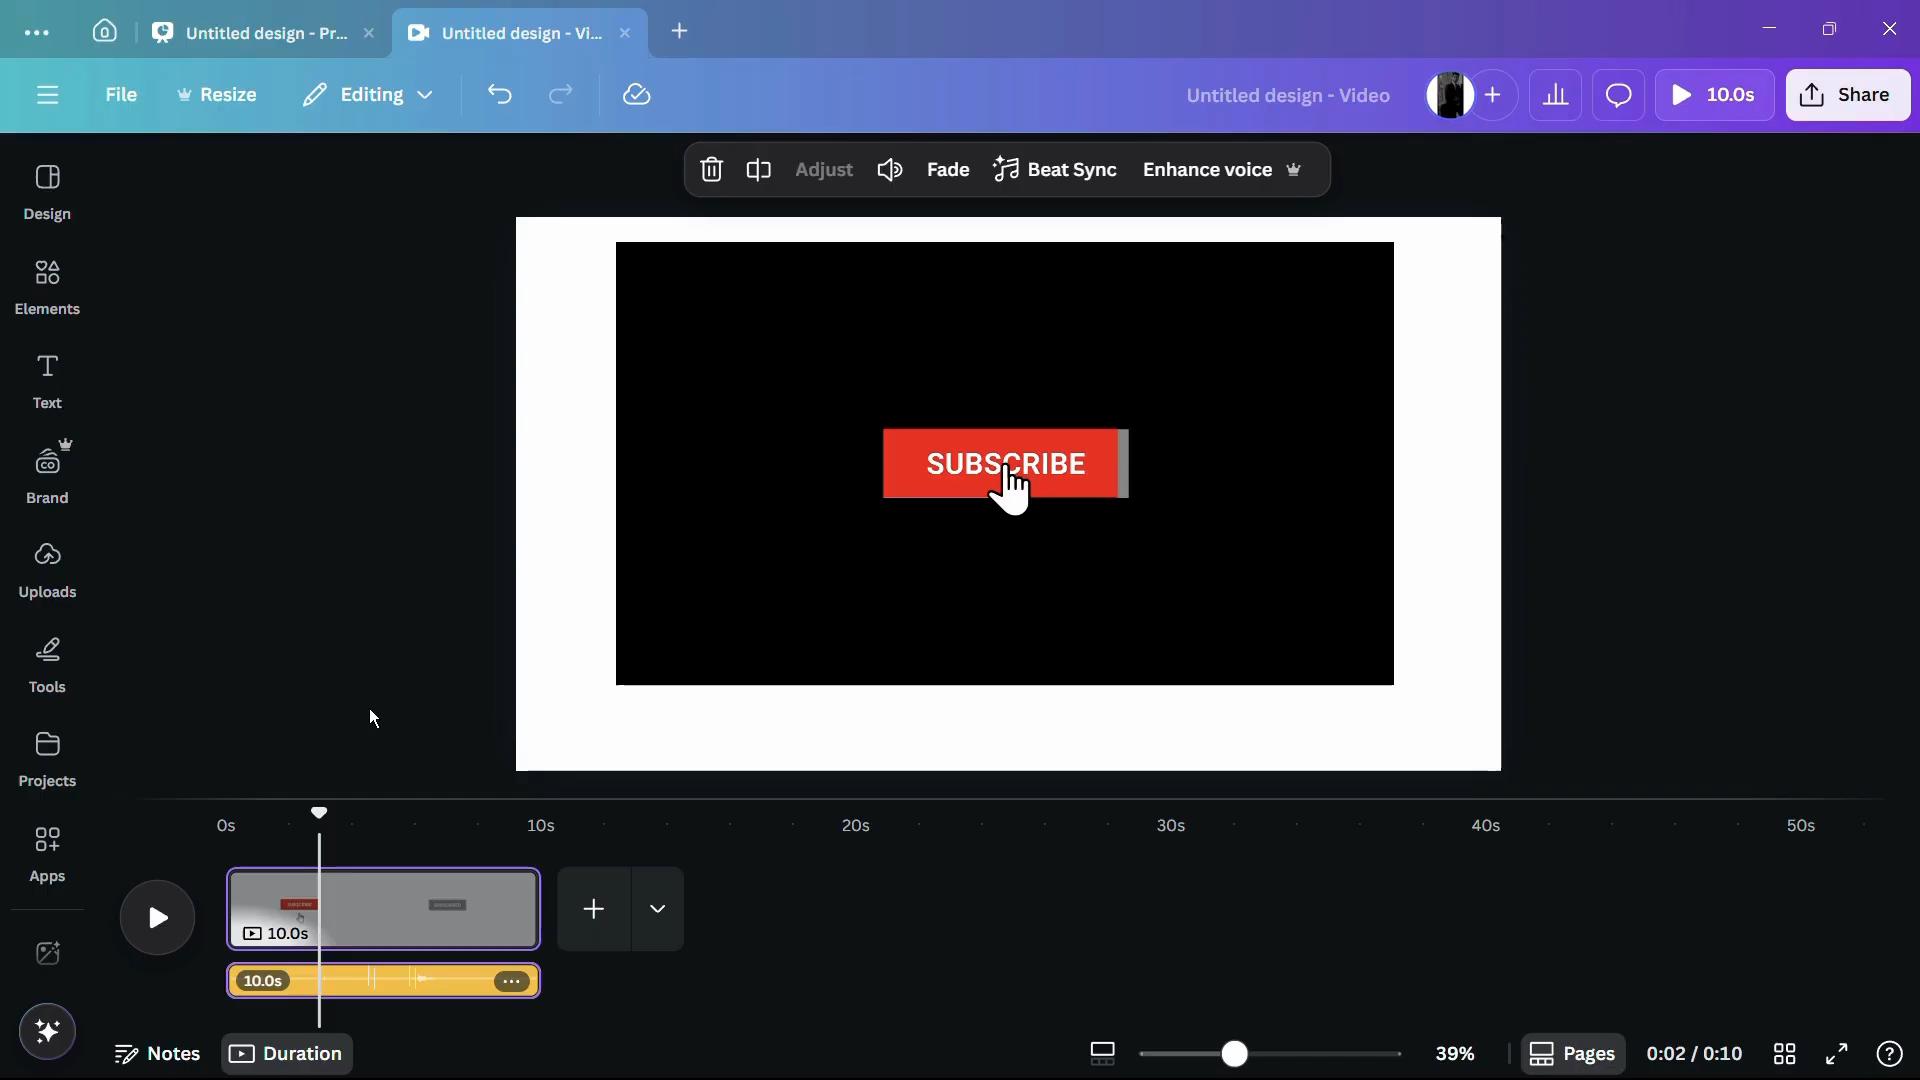 Untitled design - Pr...
Untitled design - Vi...
File
Resize
Editing
Untitled design - Video
10.0s
Share
Adjust
Fade
Beat Sync
Enhance voice
Design
Elements
Text
Brand
Uploads
Tools
Projects
Apps
SUBSCRIBE
0s
10s
20s
30s
40s
50s
10.0s
10.0s
Notes
Duration
39%
Pages
0:02 / 0:10